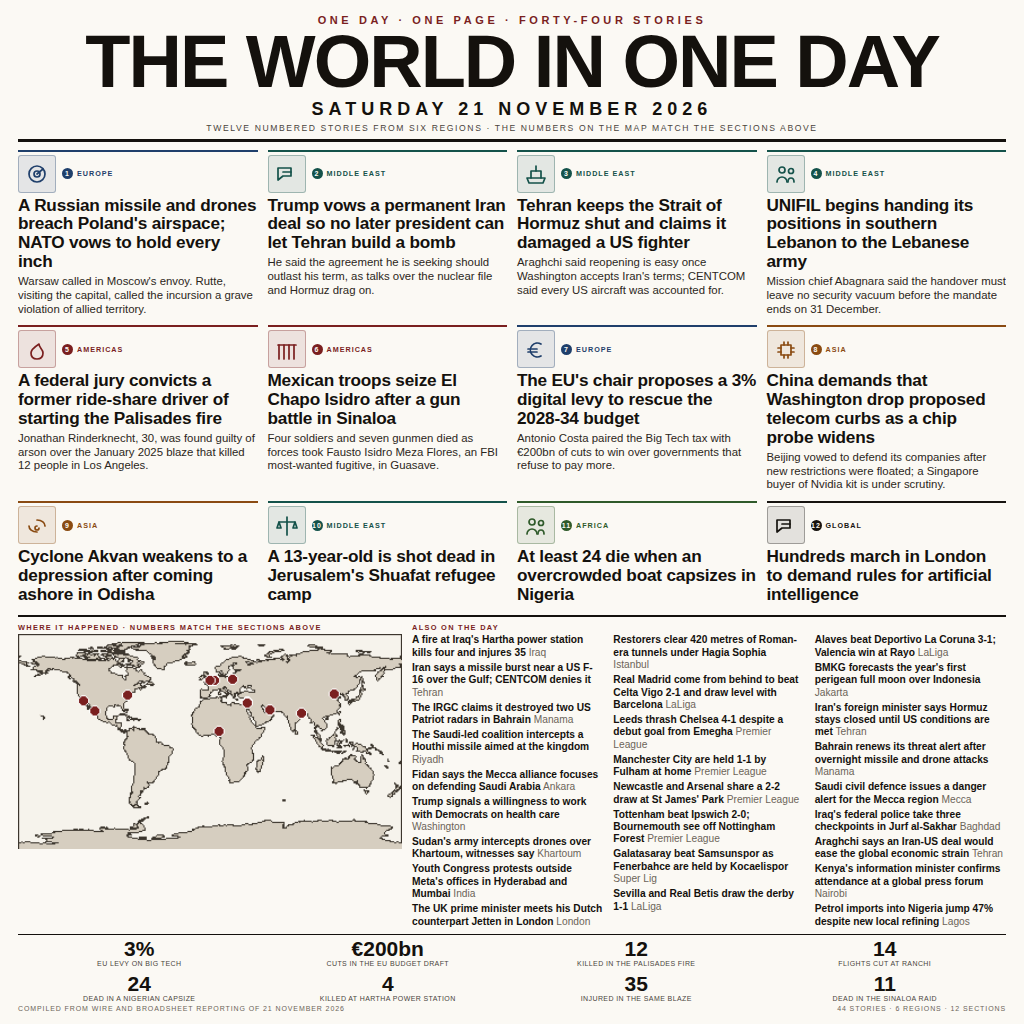 ONE DAY · ONE PAGE · FORTY-FOUR STORIES
THE WORLD IN ONE DAY
SATURDAY 21 NOVEMBER 2026
TWELVE NUMBERED STORIES FROM SIX REGIONS · THE NUMBERS ON THE MAP MATCH THE SECTIONS ABOVE
1 EUROPE
A Russian missile and drones
breach Poland's airspace;
NATO vows to hold every
inch
Warsaw called in Moscow's envoy. Rutte,
visiting the capital, called the incursion a grave
violation of allied territory.
2 MIDDLE EAST
Trump vows a permanent Iran
deal so no later president can
let Tehran build a bomb
He said the agreement he is seeking should
outlast his term, as talks over the nuclear file
and Hormuz drag on.
3 MIDDLE EAST
Tehran keeps the Strait of
Hormuz shut and claims it
damaged a US fighter
Araghchi said reopening is easy once
Washington accepts Iran's terms; CENTCOM
said every US aircraft was accounted for.
4 MIDDLE EAST
UNIFIL begins handing its
positions in southern
Lebanon to the Lebanese
army
Mission chief Abagnara said the handover must
leave no security vacuum before the mandate
ends on 31 December.
5 AMERICAS
A federal jury convicts a
former ride-share driver of
starting the Palisades fire
Jonathan Rinderknecht, 30, was found guilty of
arson over the January 2025 blaze that killed
12 people in Los Angeles.
6 AMERICAS
Mexican troops seize El
Chapo Isidro after a gun
battle in Sinaloa
Four soldiers and seven gunmen died as
forces took Fausto Isidro Meza Flores, an FBI
most-wanted fugitive, in Guasave.
7 EUROPE
The EU's chair proposes a 3%
digital levy to rescue the
2028-34 budget
Antonio Costa paired the Big Tech tax with
€200bn of cuts to win over governments that
refuse to pay more.
8 ASIA
China demands that
Washington drop proposed
telecom curbs as a chip
probe widens
Beijing vowed to defend its companies after
new restrictions were floated; a Singapore
buyer of Nvidia kit is under scrutiny.
9 ASIA
Cyclone Akvan weakens to a
depression after coming
ashore in Odisha
10 MIDDLE EAST
A 13-year-old is shot dead in
Jerusalem's Shuafat refugee
camp
11 AFRICA
At least 24 die when an
overcrowded boat capsizes in
Nigeria
12 GLOBAL
Hundreds march in London
to demand rules for artificial
intelligence
WHERE IT HAPPENED · NUMBERS MATCH THE SECTIONS ABOVE
ALSO ON THE DAY
A fire at Iraq's Hartha power station
kills four and injures 35 Iraq
Iran says a missile burst near a US F-
16 over the Gulf; CENTCOM denies it
Tehran
The IRGC claims it destroyed two US
Patriot radars in Bahrain Manama
The Saudi-led coalition intercepts a
Houthi missile aimed at the kingdom
Riyadh
Fidan says the Mecca alliance focuses
on defending Saudi Arabia Ankara
Trump signals a willingness to work
with Democrats on health care
Washington
Sudan's army intercepts drones over
Khartoum, witnesses say Khartoum
Youth Congress protests outside
Meta's offices in Hyderabad and
Mumbai India
The UK prime minister meets his Dutch
counterpart Jetten in London London
Restorers clear 420 metres of Roman-
era tunnels under Hagia Sophia
Istanbul
Real Madrid come from behind to beat
Celta Vigo 2-1 and draw level with
Barcelona LaLiga
Leeds thrash Chelsea 4-1 despite a
debut goal from Emegha Premier
League
Manchester City are held 1-1 by
Fulham at home Premier League
Newcastle and Arsenal share a 2-2
draw at St James' Park Premier League
Tottenham beat Ipswich 2-0;
Bournemouth see off Nottingham
Forest Premier League
Galatasaray beat Samsunspor as
Fenerbahce are held by Kocaelispor
Super Lig
Sevilla and Real Betis draw the derby
1-1 LaLiga
Alaves beat Deportivo La Coruna 3-1;
Valencia win at Rayo LaLiga
BMKG forecasts the year's first
perigean full moon over Indonesia
Jakarta
Iran's foreign minister says Hormuz
stays closed until US conditions are
met Tehran
Bahrain renews its threat alert after
overnight missile and drone attacks
Manama
Saudi civil defence issues a danger
alert for the Mecca region Mecca
Iraq's federal police take three
checkpoints in Jurf al-Sakhar Baghdad
Araghchi says an Iran-US deal would
ease the global economic strain Tehran
Kenya's information minister confirms
attendance at a global press forum
Nairobi
Petrol imports into Nigeria jump 47%
despite new local refining Lagos
3%
EU LEVY ON BIG TECH
€200bn
CUTS IN THE EU BUDGET DRAFT
12
KILLED IN THE PALISADES FIRE
14
FLIGHTS CUT AT RANCHI
24
DEAD IN A NIGERIAN CAPSIZE
4
KILLED AT HARTHA POWER STATION
35
INJURED IN THE SAME BLAZE
11
DEAD IN THE SINALOA RAID
COMPILED FROM WIRE AND BROADSHEET REPORTING OF 21 NOVEMBER 2026
44 STORIES · 6 REGIONS · 12 SECTIONS